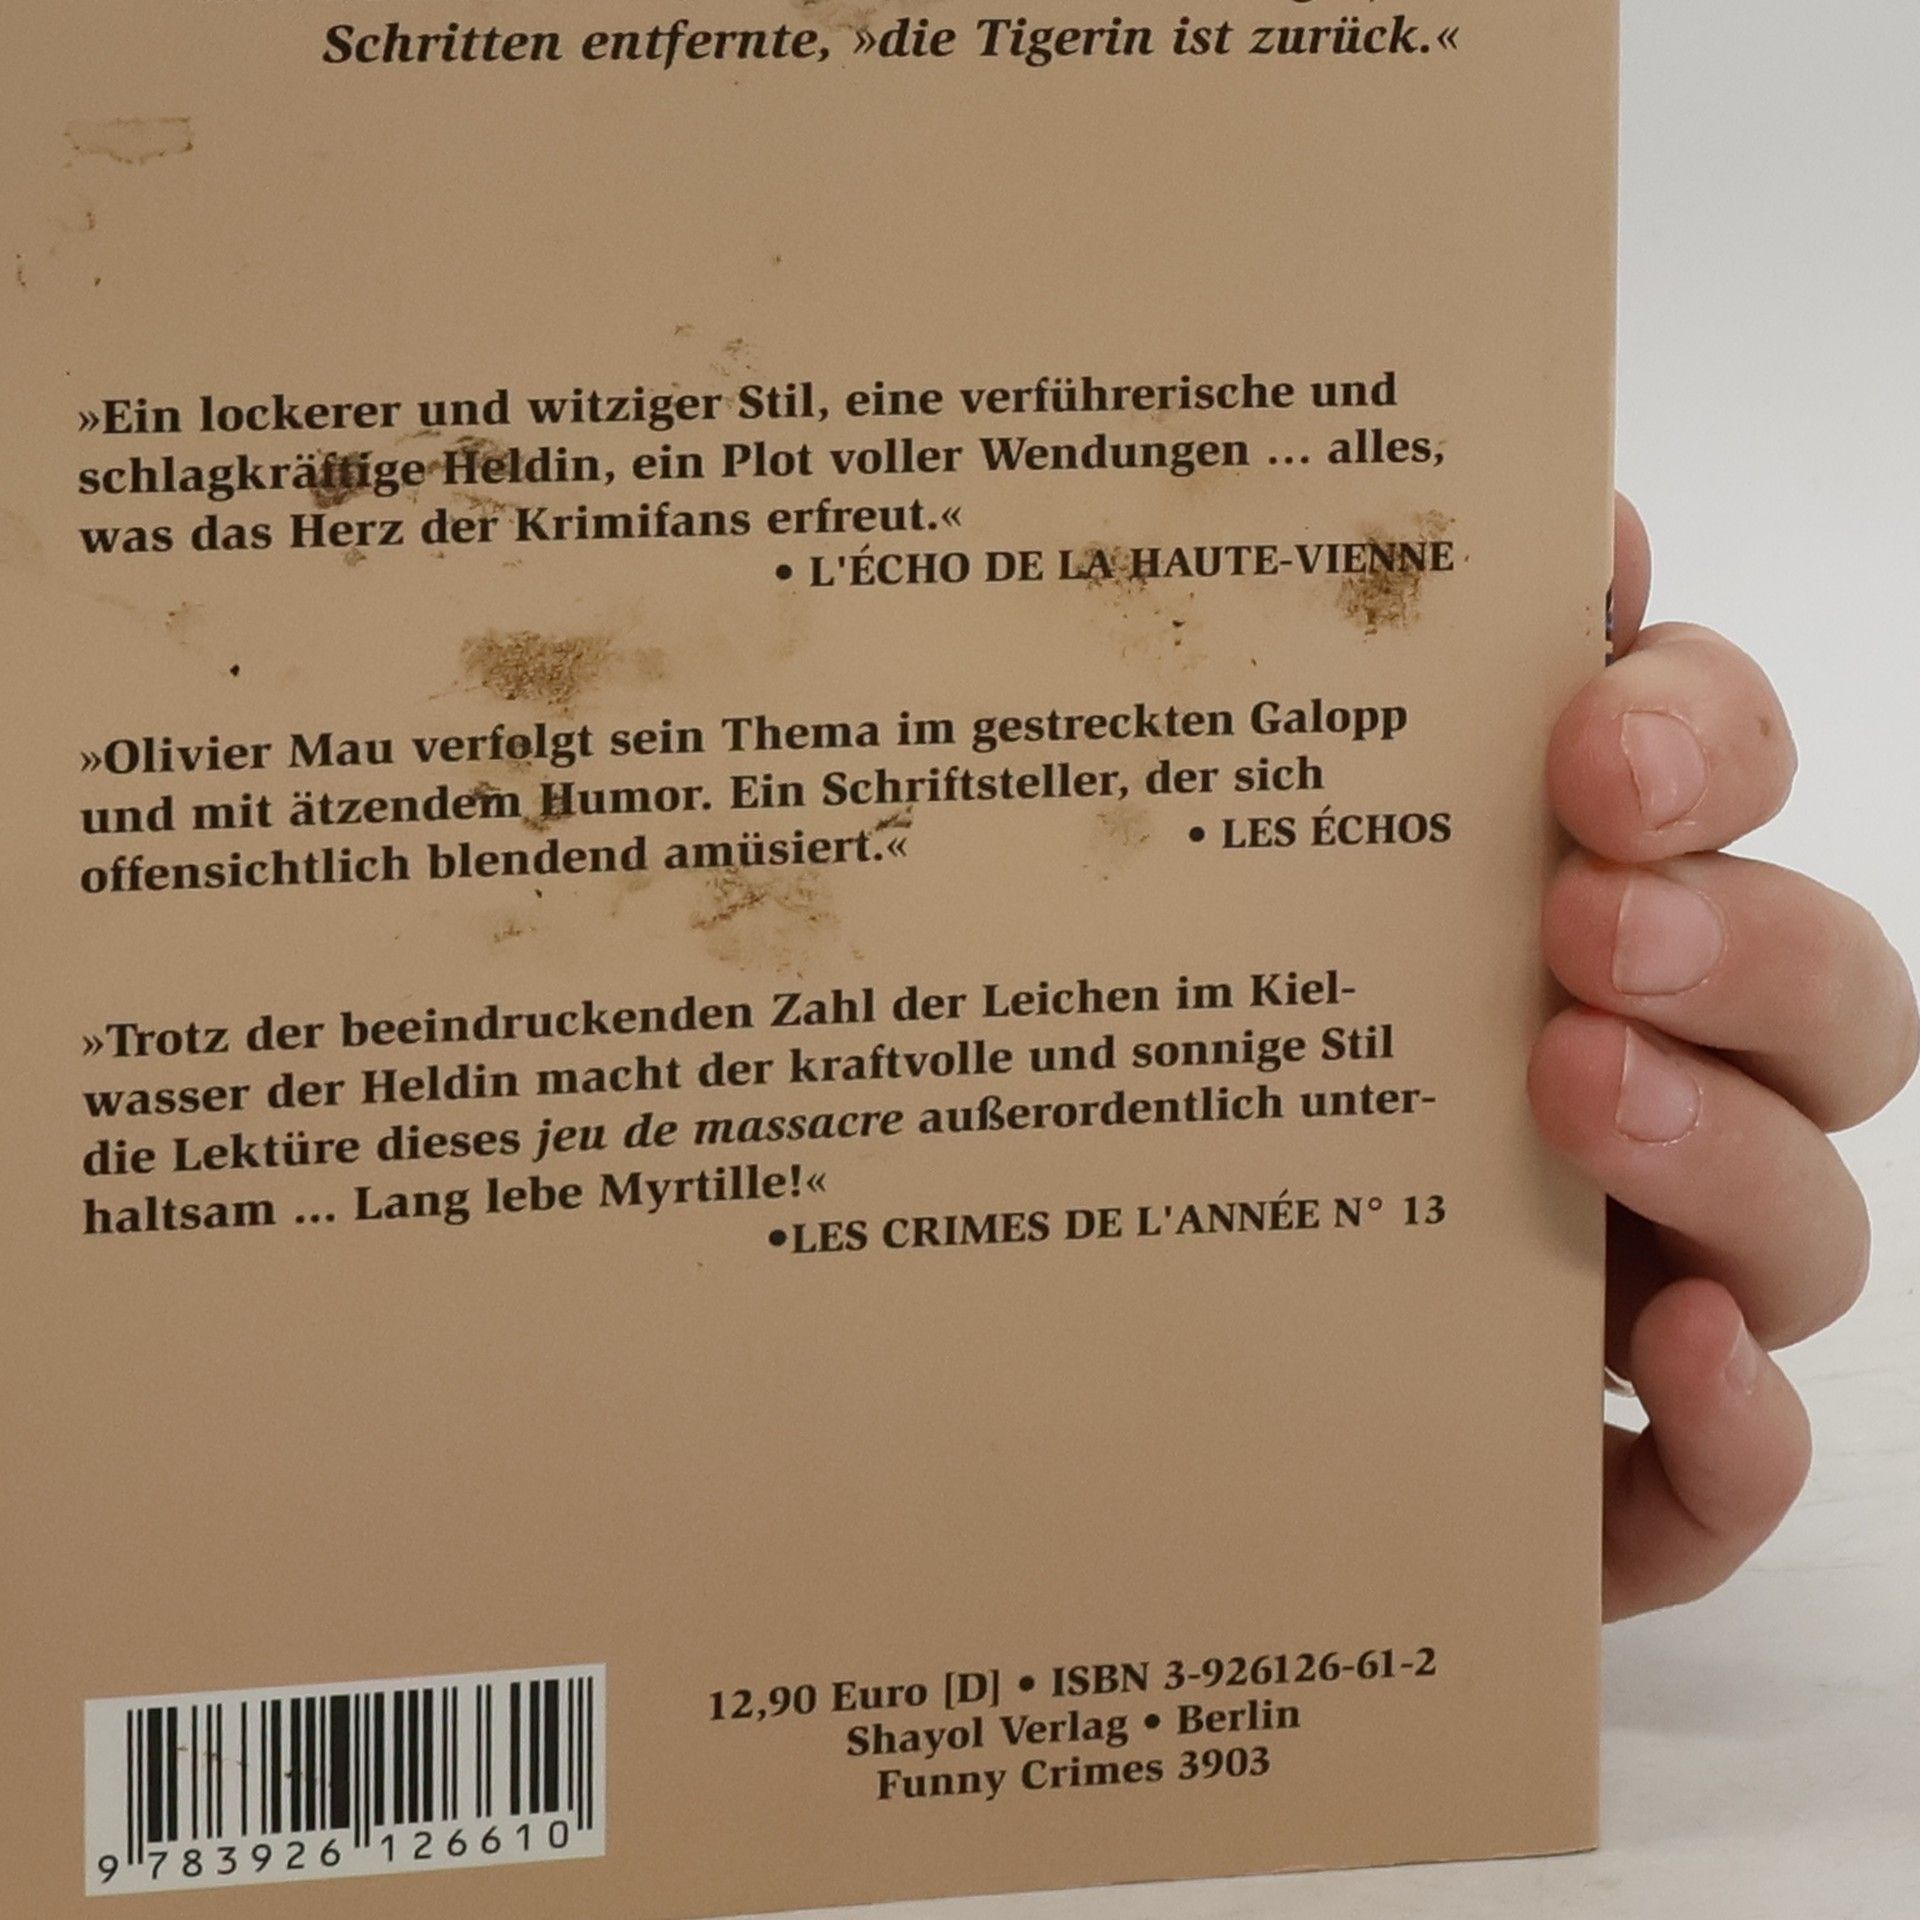 Schritten entfernte, »die Tigerin ist zurück.«
»Ein lockerer und witziger Stil, eine verführerische und
schlagkräftige Heldin, ein Plot voller Wendungen ... alles,
was das Herz der Krimifans erfreut.«
• L'ÉCHO DE LA HAUTE-VIENNE
»Olivier Mau verfolgt sein Thema im gestreckten Galopp
und mit ätzendem Humor. Ein Schriftsteller, der sich
offensichtlich blendend amüsiert.« • LES ÉCHOS
»Trotz der beeindruckenden Zahl der Leichen im Kiel-
wasser der Heldin macht der kraftvolle und sonnige Stil
die Lektüre dieses jeu de massacre außerordentlich unter-
haltsam ... Lang lebe Myrtille!«
•LES CRIMES DE L'ANNÉE N° 13
12,90 Euro [D] • ISBN 3-926126-61-2
Shayol Verlag • Berlin
Funny Crimes 3903
9 783926 126610